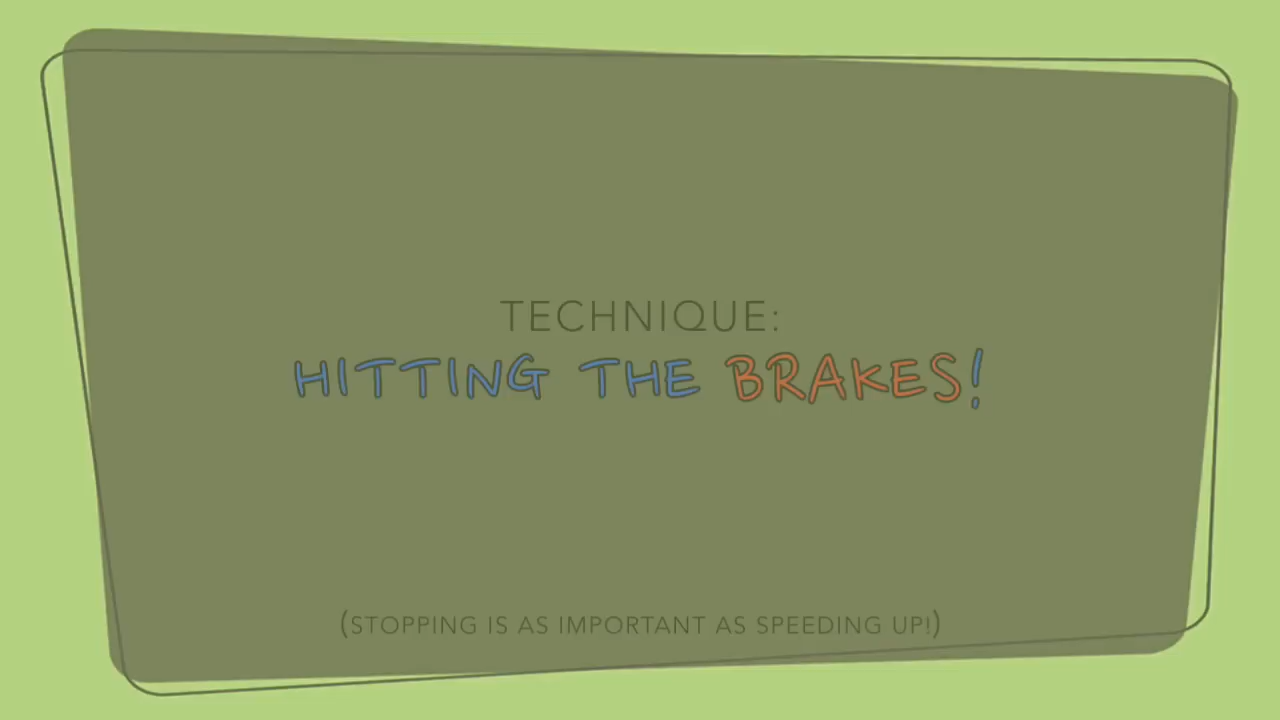 TECHNIQUE:
HITTING THE BRAKES!
(STOPPING IS AS IMPORTANT AS SPEEDING UP!)